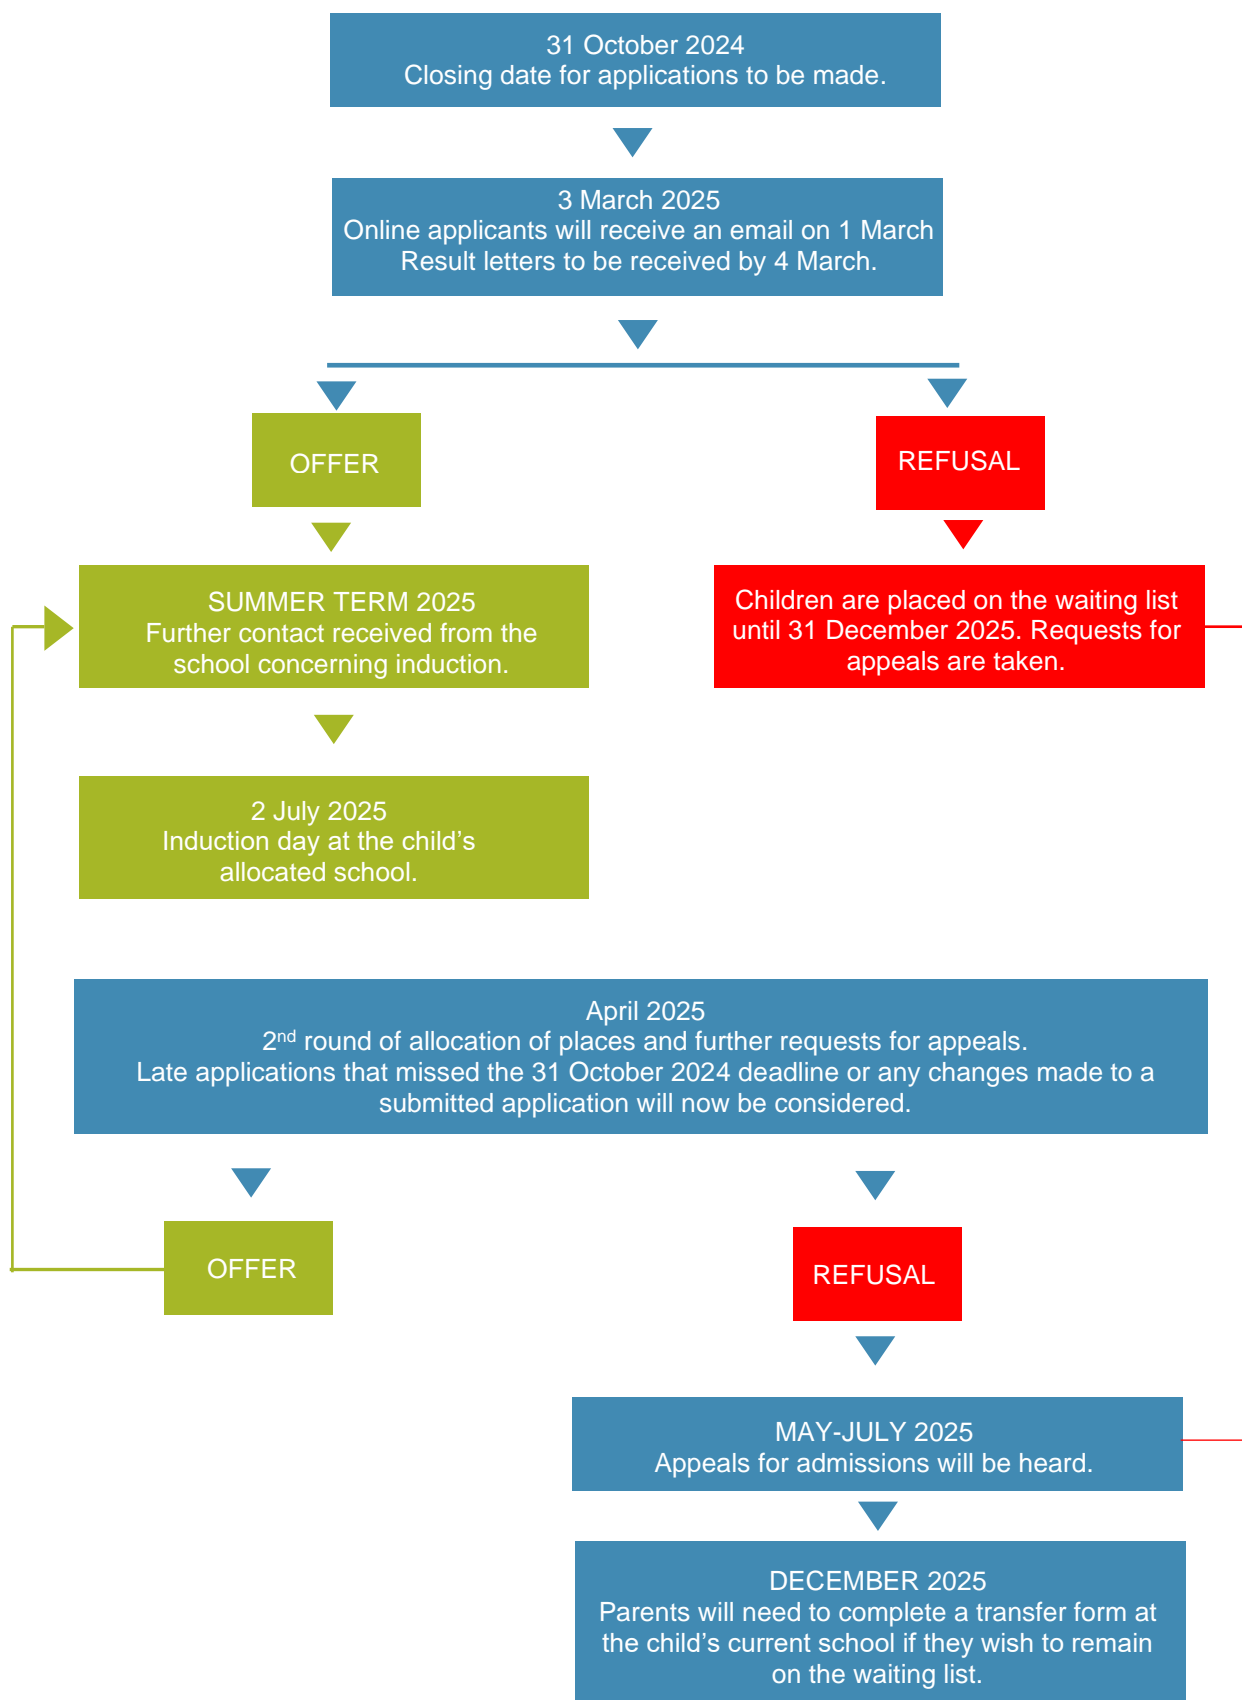 31 October 2024
Closing date for applications to be made.
3 March 2025
Online applicants will receive an email on 1 March
Result letters to be received by 4 March.
OFFER
REFUSAL
SUMMER TERM 2025
Further contact received from the
school concerning induction.
Children are placed on the waiting list
until 31 December 2025. Requests for
appeals are taken.
2 July 2025
Induction day at the child’s
allocated school.
April 2025
2nd round of allocation of places and further requests for appeals.
Late applications that missed the 31 October 2024 deadline or any changes made to a
submitted application will now be considered.
OFFER
REFUSAL
MAY-JULY 2025
Appeals for admissions will be heard.
DECEMBER 2025
Parents will need to complete a transfer form at
the child’s current school if they wish to remain
on the waiting list.